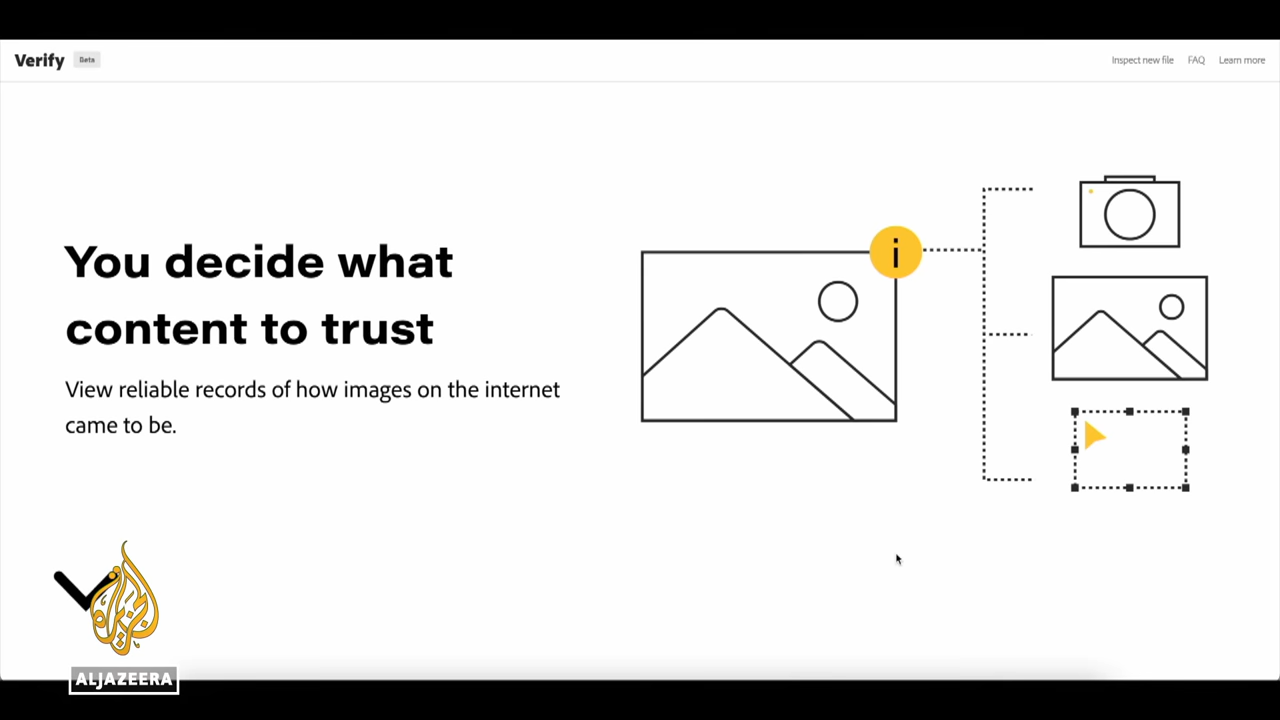 Verify
Beta
Inspect new file
FAQ
Learn more
You decide what
content to trust
View reliable records of how images on the internet
came to be.
i
الجزيرة
ALJAZEERA